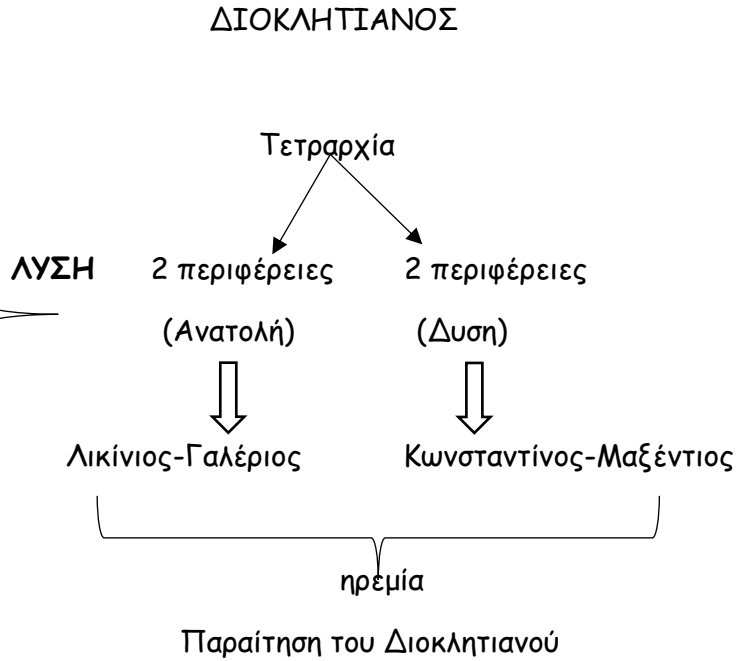 ΔΙΟΚΛΗΤΙΑΝΟΣ
Τετραρχία
ΛΥΣΗ 2 περιφέρειες 2 περιφέρειες
(Ανατολή) (Δυση)
Λικίνιος-Γαλέριος Κωνσταντίνος-Μαξέντιος
ηρεμία
Παραίτηση του Διοκλητιανού